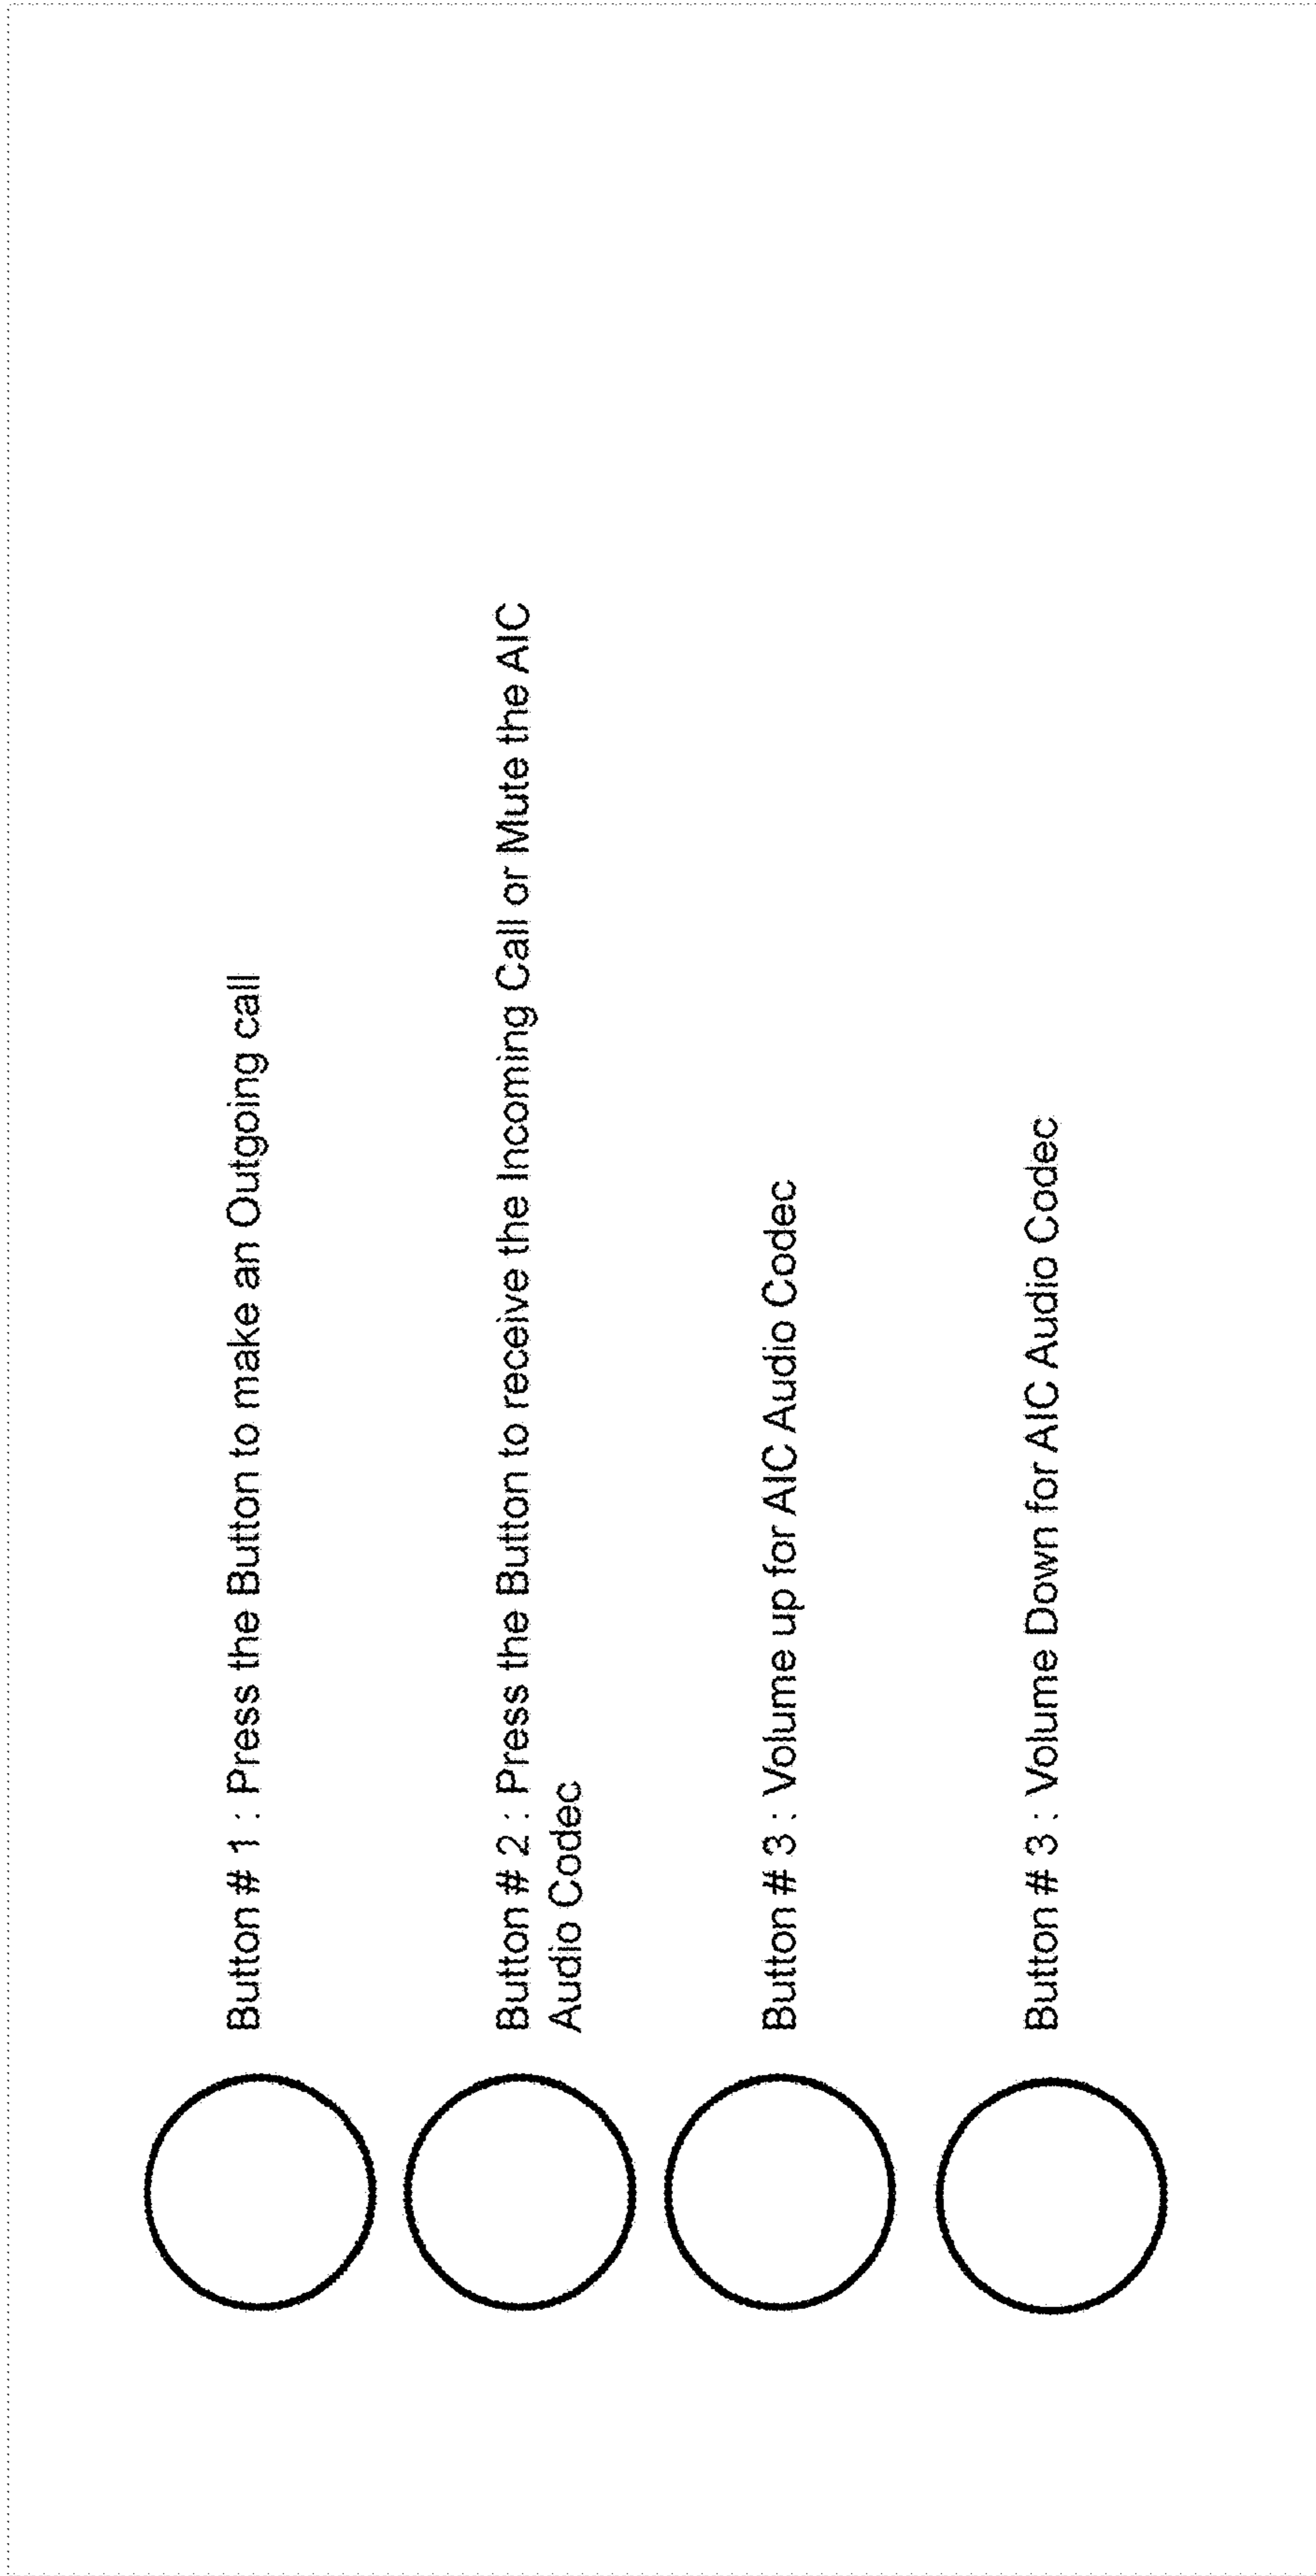 Button # 1 : Press the Button to make an Outgoing call
Button # 2 : Press the Button to receive the Incoming Call or Mute the AIC
Audio Codec
Button # 3 : Volume up for AIC Audio Codec
Button # 3 : Volume Down for AIC Audio Codec